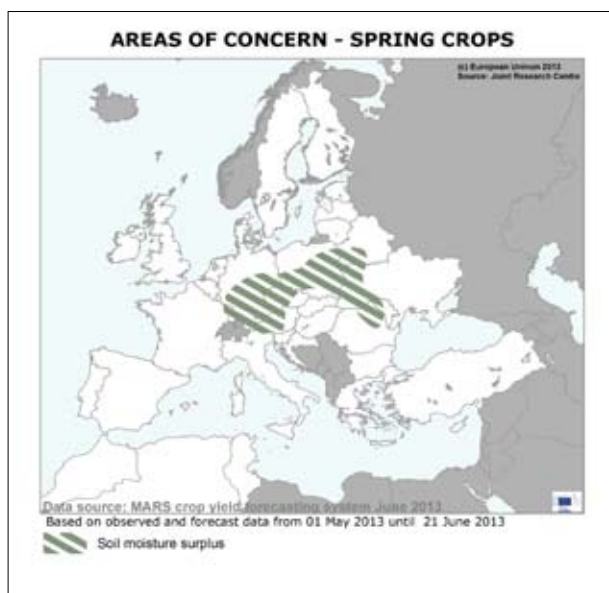 AREAS OF CONCERN - SPRING CROPS
(c) European Uninon 2013
Source: Joint Research Centre
Data source: MARS crop yield forecasting system June 2013
Based on observed and forecast data from 01 May 2013 until 21 June 2013
Soil moisture surplus